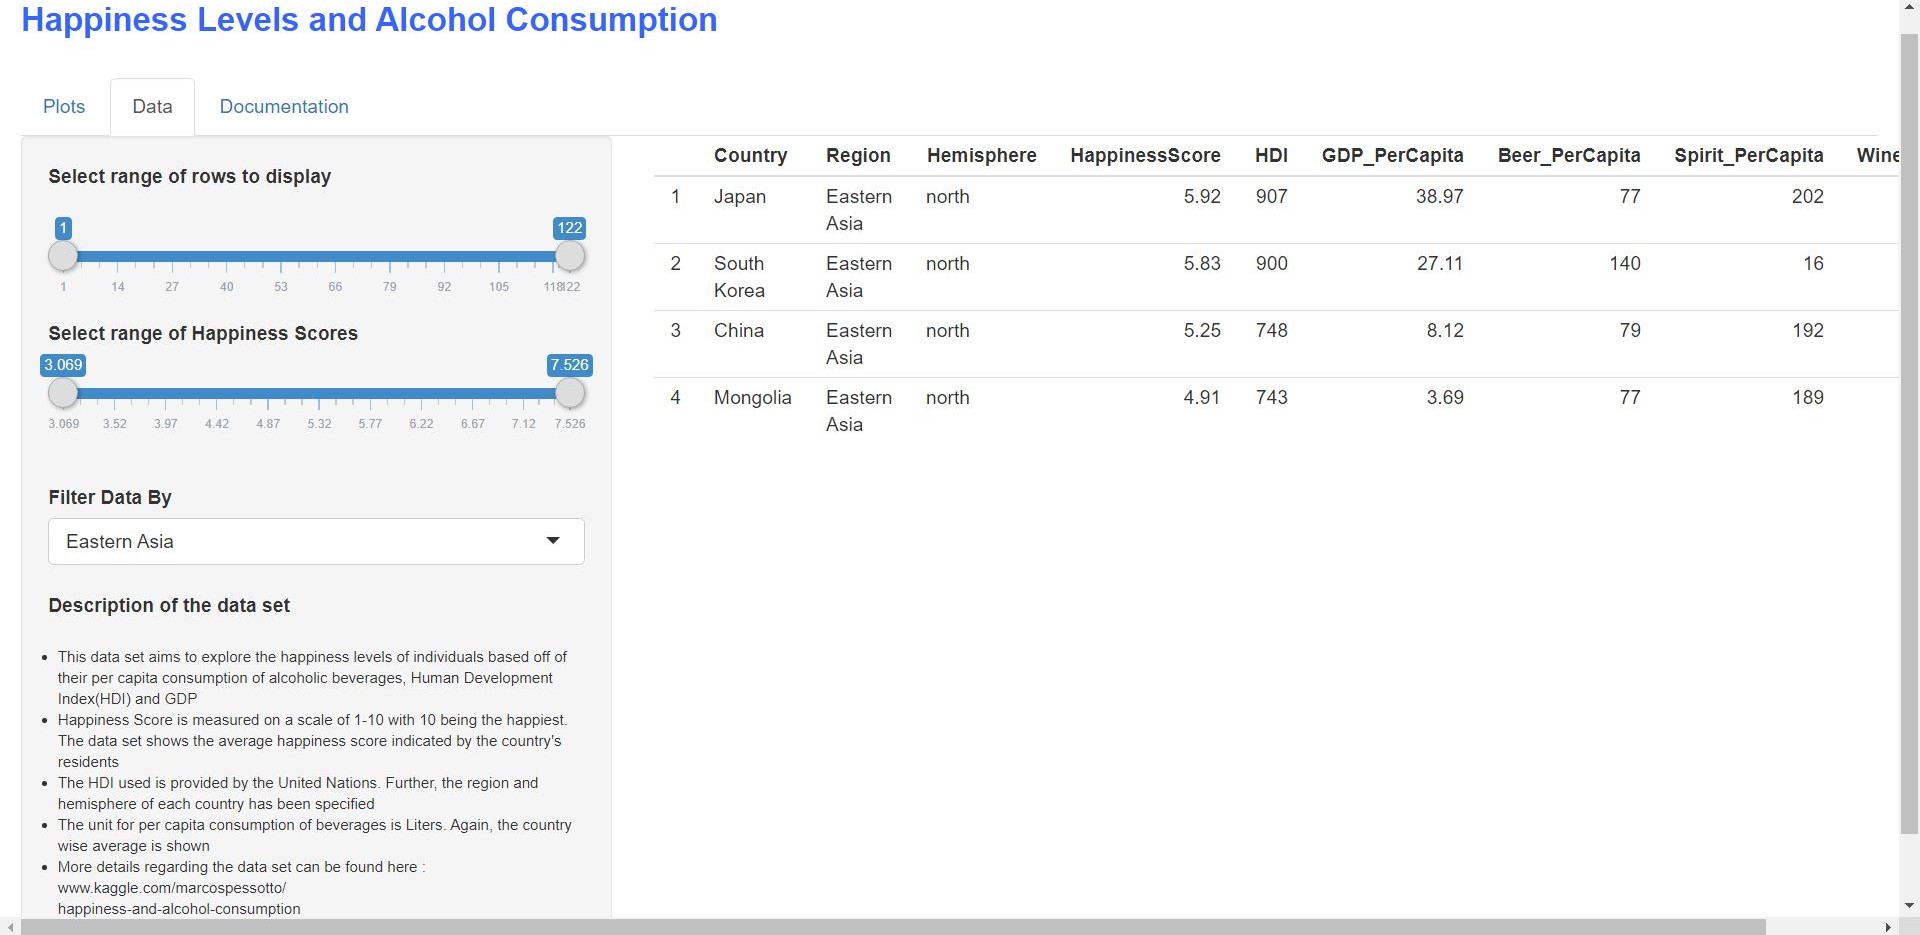 Happiness Levels and Alcohol Consumption
Plots Data Documentation
Select range of rows to display
1 122
1 14 27 40 53 66 79 92 105 118 122
Select range of Happiness Scores
3.069 7.526
3.069 3.52 3.97 4.42 4.87 5.32 5.77 6.22 6.67 7.12 7.526
Filter Data By
Eastern Asia
Description of the data set
• This data set aims to explore the happiness levels of individuals based off of
their per capita consumption of alcoholic beverages, Human Development
Index(HDI) and GDP
• Happiness Score is measured on a scale of 1-10 with 10 being the happiest.
The data set shows the average happiness score indicated by the country's
residents
• The HDI used is provided by the United Nations. Further, the region and
hemisphere of each country has been specified
• The unit for per capita consumption of beverages is Liters. Again, the country
wise average is shown
• More details regarding the data set can be found here :
www.kaggle.com/marcospessotto/
happiness-and-alcohol-consumption
Country Region Hemisphere HappinessScore HDI GDP_PerCapita Beer_PerCapita Spirit_PerCapita Wine
1 Japan Eastern north 5.92 907 38.97 77 202
Asia
2 South Eastern north 5.83 900 27.11 140 16
Korea Asia
3 China Eastern north 5.25 748 8.12 79 192
Asia
4 Mongolia Eastern north 4.91 743 3.69 77 189
Asia